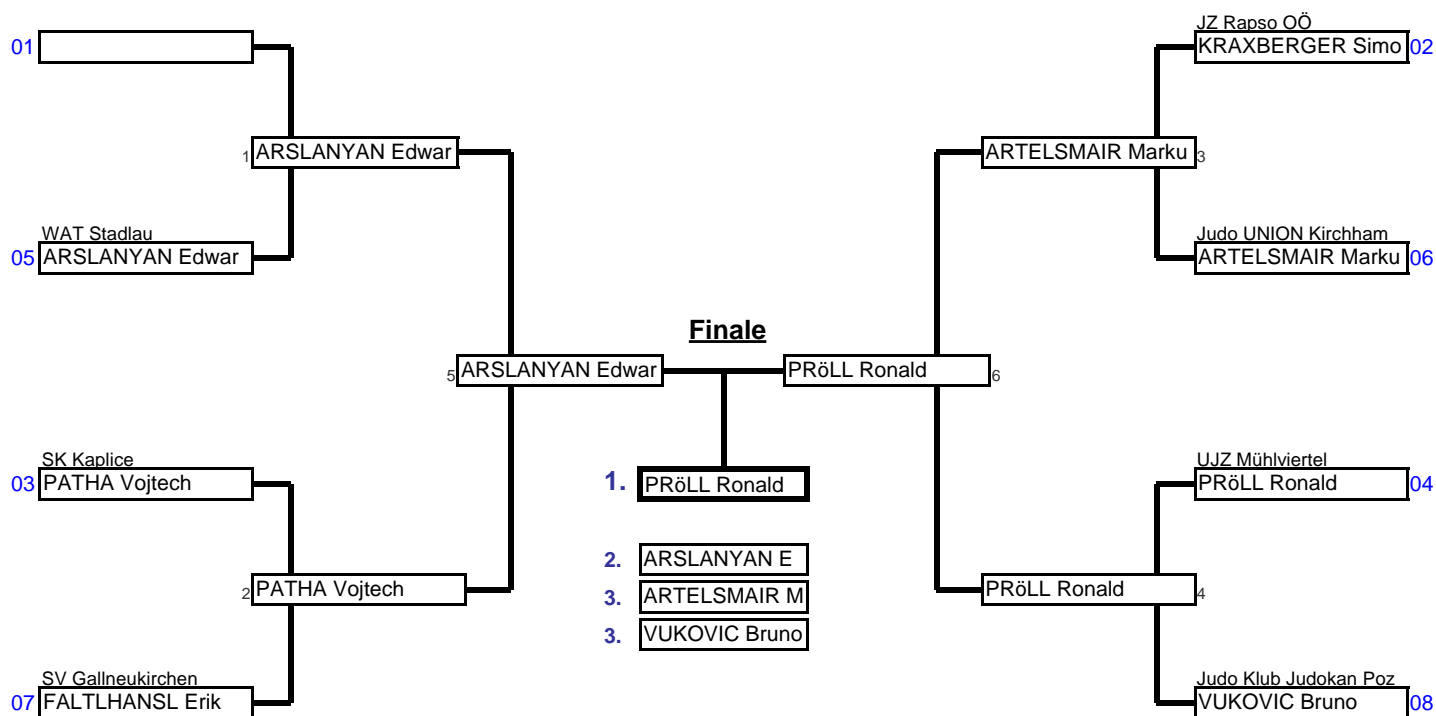 JZ Rapso OÖ
01
KRAXBERGER Simo 02
1 ARSLANYAN Edwar
ARTELSMAIR Marku 3
WAT Stadlau
05 ARSLANYAN Edwar
Judo UNION Kirchham
ARTELSMAIR Marku 06
Finale
5 ARSLANYAN Edwar
PRöLL Ronald 6
SK Kaplice
03 PATHA Vojtech
1. PRöLL Ronald
UJZ Mühlviertel
PRöLL Ronald 04
2. ARSLANYAN E
3. ARTELSMAIR M
3. VUKOVIC Bruno
2 PATHA Vojtech
PRöLL Ronald 4
SV Gallneukirchen
07 FALTLHANSL Erik
Judo Klub Judokan Poz
VUKOVIC Bruno 08